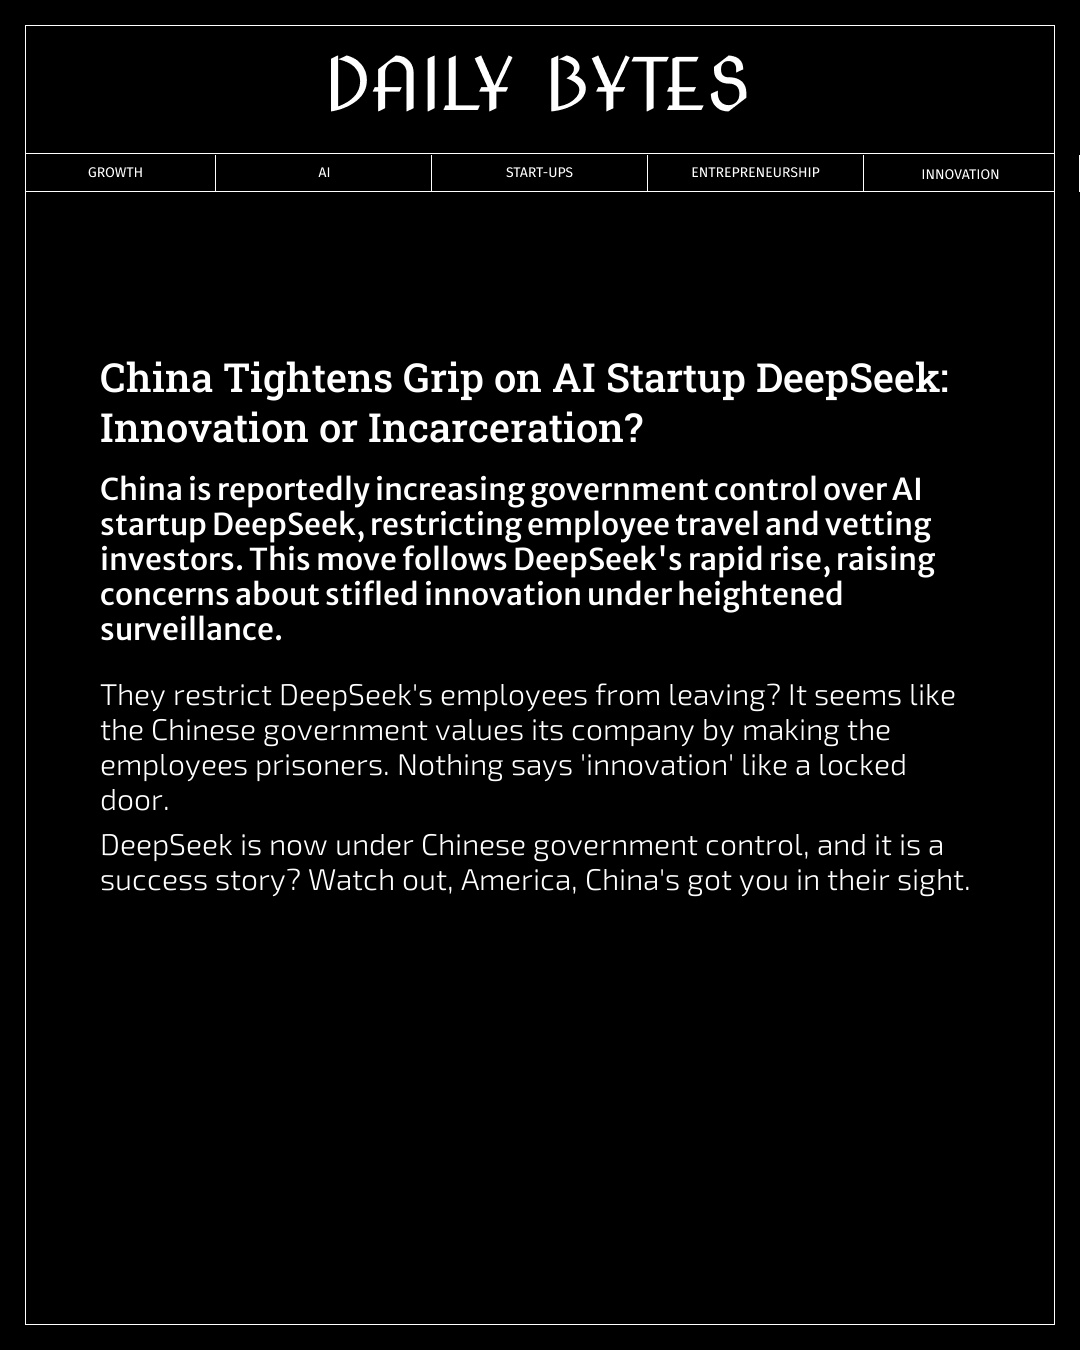 DAILY BYTES
GROWTH AI START-UPS ENTREPRENEURSHIP INNOVATION
China Tightens Grip on AI Startup DeepSeek:
Innovation or Incarceration?
China is reportedly increasing government control over AI
startup DeepSeek, restricting employee travel and vetting
investors. This move follows DeepSeek's rapid rise, raising
concerns about stifled innovation under heightened
surveillance.
They restrict DeepSeek's employees from leaving? It seems like
the Chinese government values its company by making the
employees prisoners. Nothing says 'innovation' like a locked
door.
DeepSeek is now under Chinese government control, and it is a
success story? Watch out, America, China's got you in their sight.